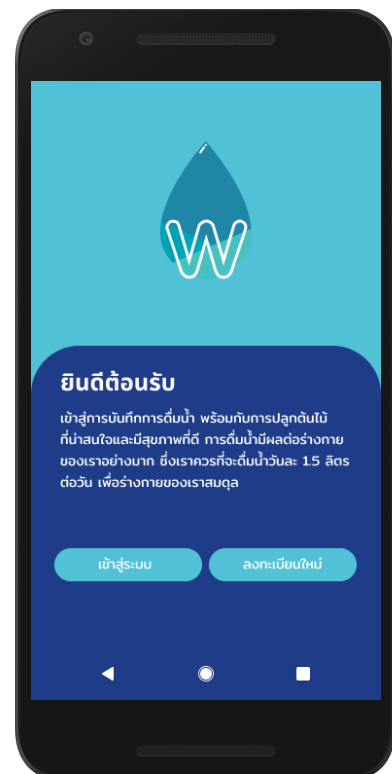 W
ยินดีต้อนรับ
เข้าสู่การบันทึกการดื่มน้ำ พร้อมกับการปลูกต้นไม้
ที่น่าสนใจและมีสุขภาพที่ดี การดื่มน้ำมีผลต่อร่างกาย
ของเราอย่างมาก ซึ่งเราควรที่จะดื่มน้ำวันละ 1.5 ลิตร
ต่อวัน เพื่อร่างกายของเราสมดุล
เข้าสู่ระบบ
ลงทะเบียนใหม่